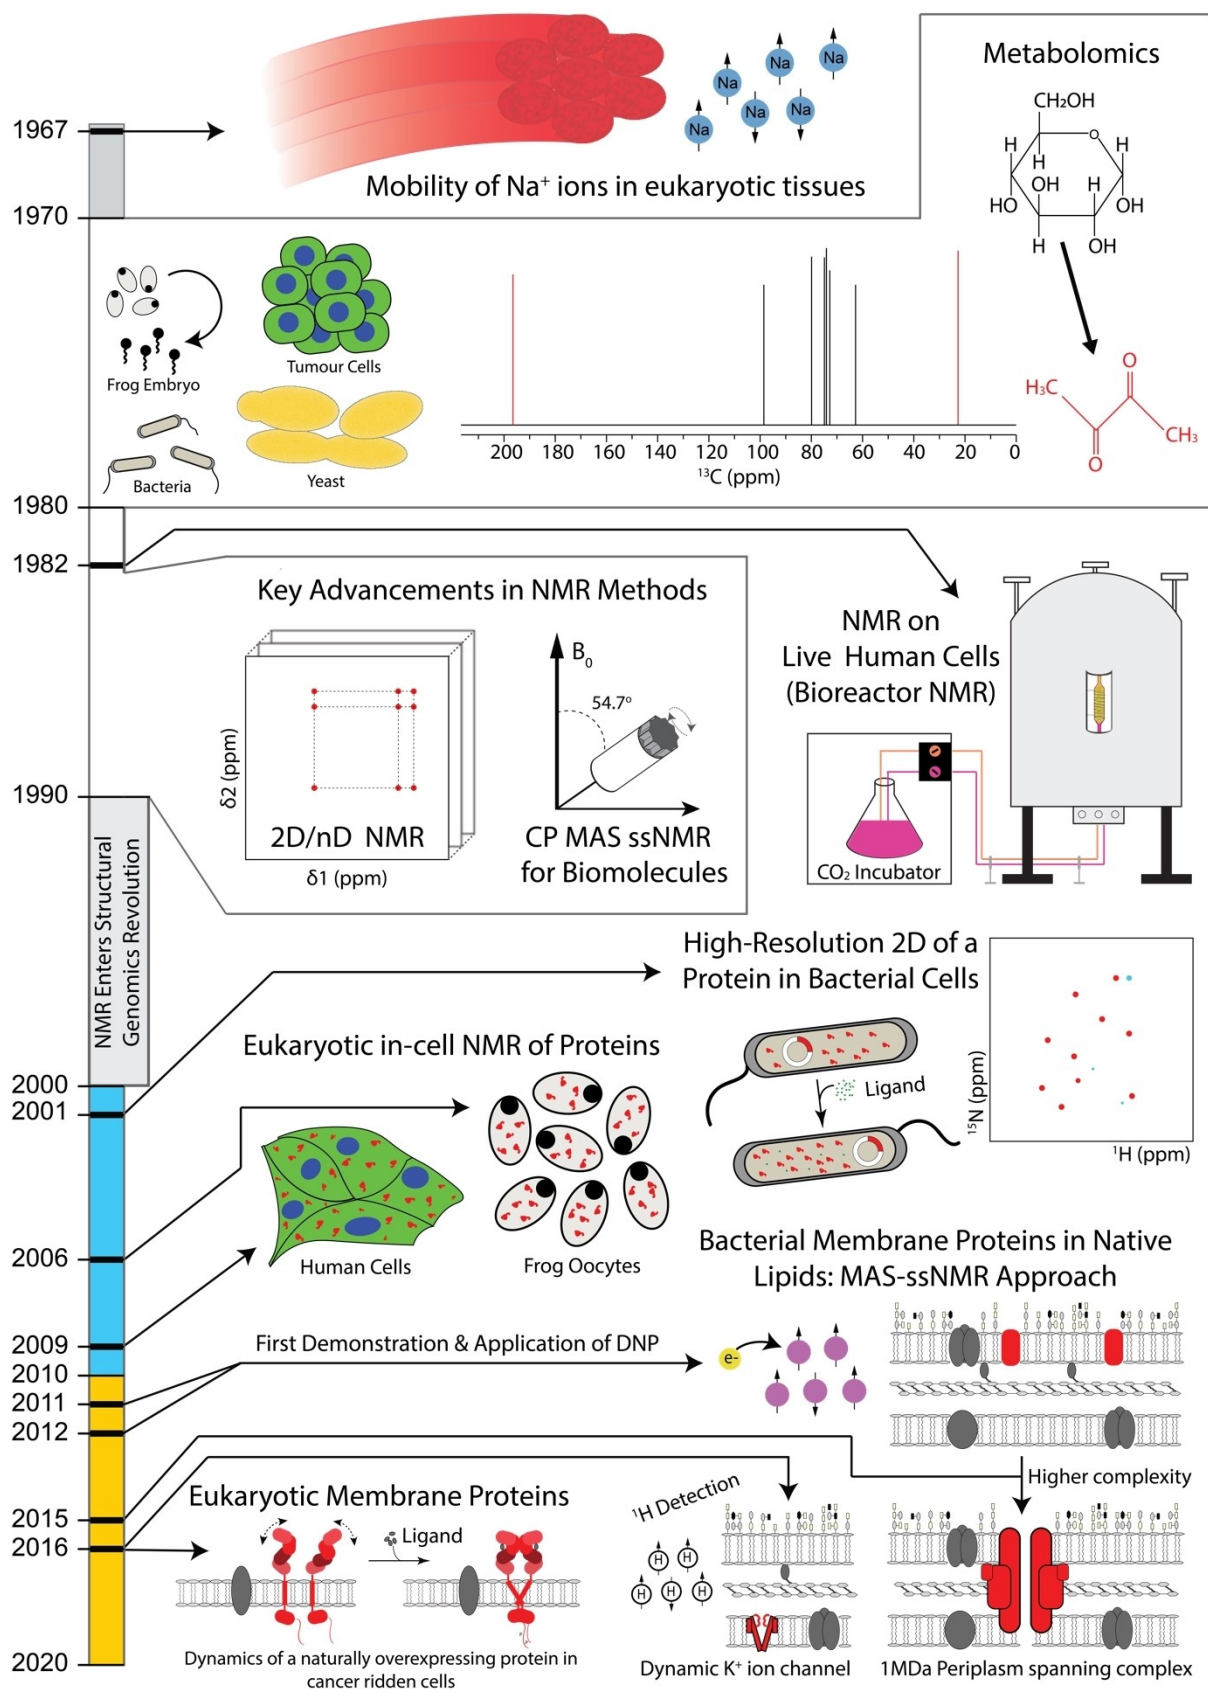 1967
Na
Na
Na
Na
Na
Na
Mobility of Na⁺ ions in eukaryotic tissues
Metabolomics
CH₂OH
O
H
H
H
OH
H
HO
OH
H
OH
1970
Frog Embryo
Tumour Cells
Bacteria
Yeast
200
180
160
140
120
100
80
60
40
20
0
¹³C (ppm)
O
H₃C
CH₃
O
1980
1982
Key Advancements in NMR Methods
δ2 (ppm)
2D/nD NMR
δ1 (ppm)
B₀
54.7°
CP MAS ssNMR
for Biomolecules
NMR on
Live Human Cells
(Bioreactor NMR)
CO₂ Incubator
1990
NMR Enters Structural
Genomics Revolution
High-Resolution 2D of a
Protein in Bacterial Cells
Ligand
¹⁵N (ppm)
¹H (ppm)
2000
2001
Eukaryotic in-cell NMR of Proteins
Human Cells
Frog Oocytes
2006
2009
2010
2011
2012
First Demonstration & Application of DNP
e-
Bacterial Membrane Proteins in Native
Lipids: MAS-ssNMR Approach
Higher complexity
2015
2016
Eukaryotic Membrane Proteins
Ligand
Dynamics of a naturally overexpressing protein in
cancer ridden cells
¹H Detection
H
H
H
H
H
Dynamic K⁺ ion channel
1MDa Periplasm spanning complex
2020